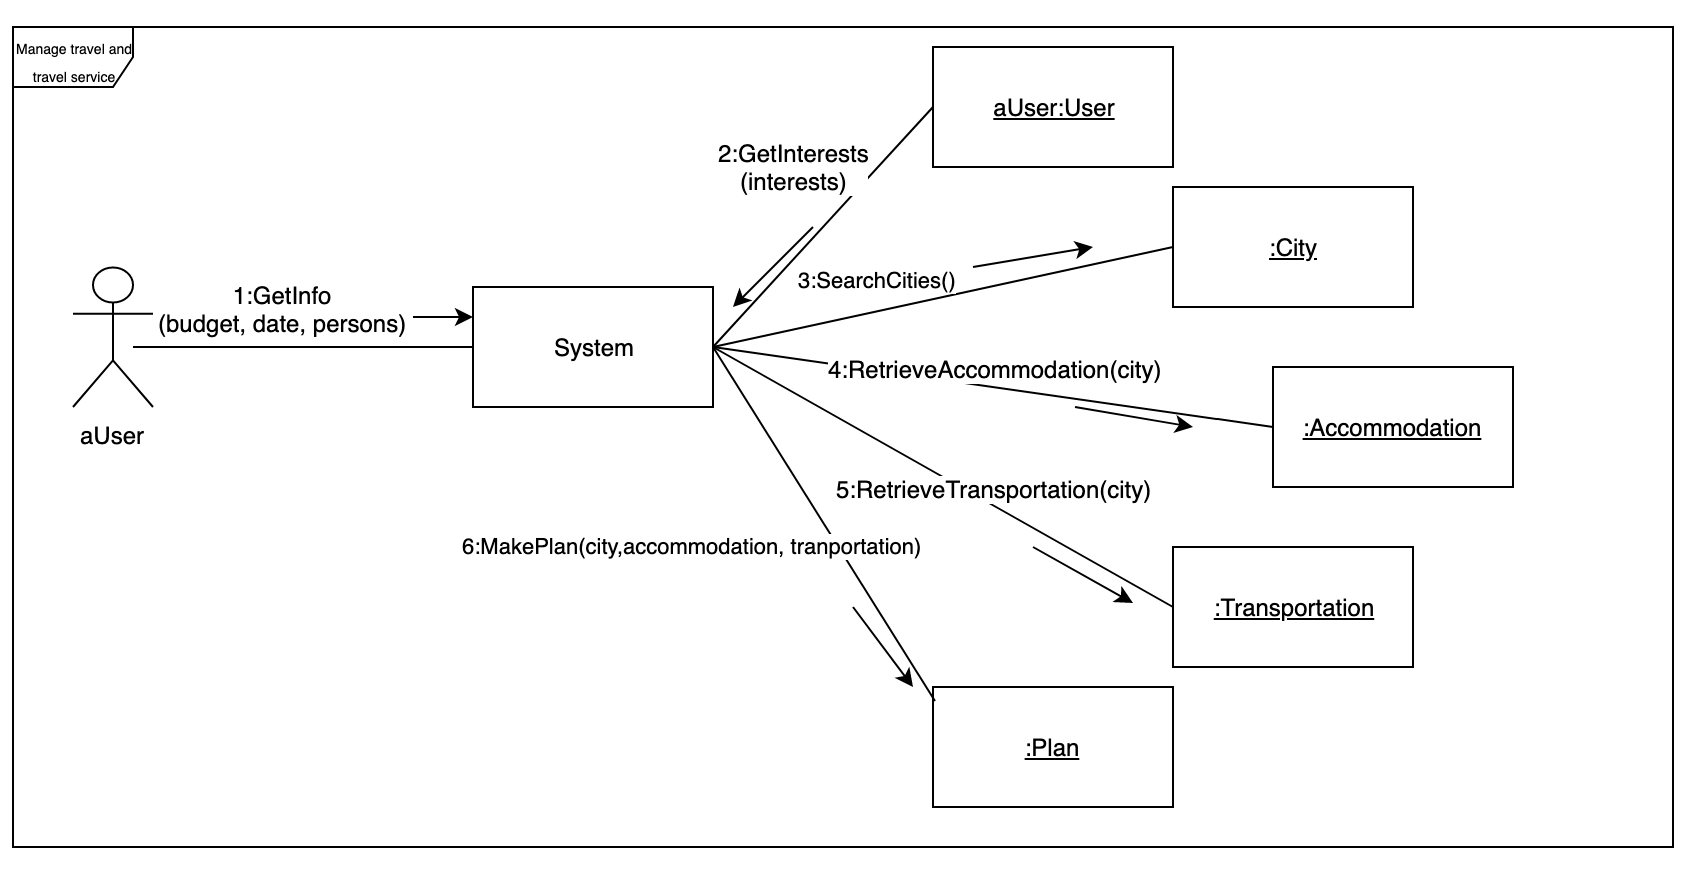 Manage travel and
travel service
aUser:User
2:GetInterests
(interests)
:City
3:SearchCities()
1:GetInfo
(budget, date, persons)
System
4:RetrieveAccommodation(city)
:Accommodation
aUser
5:RetrieveTransportation(city)
6:MakePlan(city,accommodation, tranportation)
:Transportation
:Plan